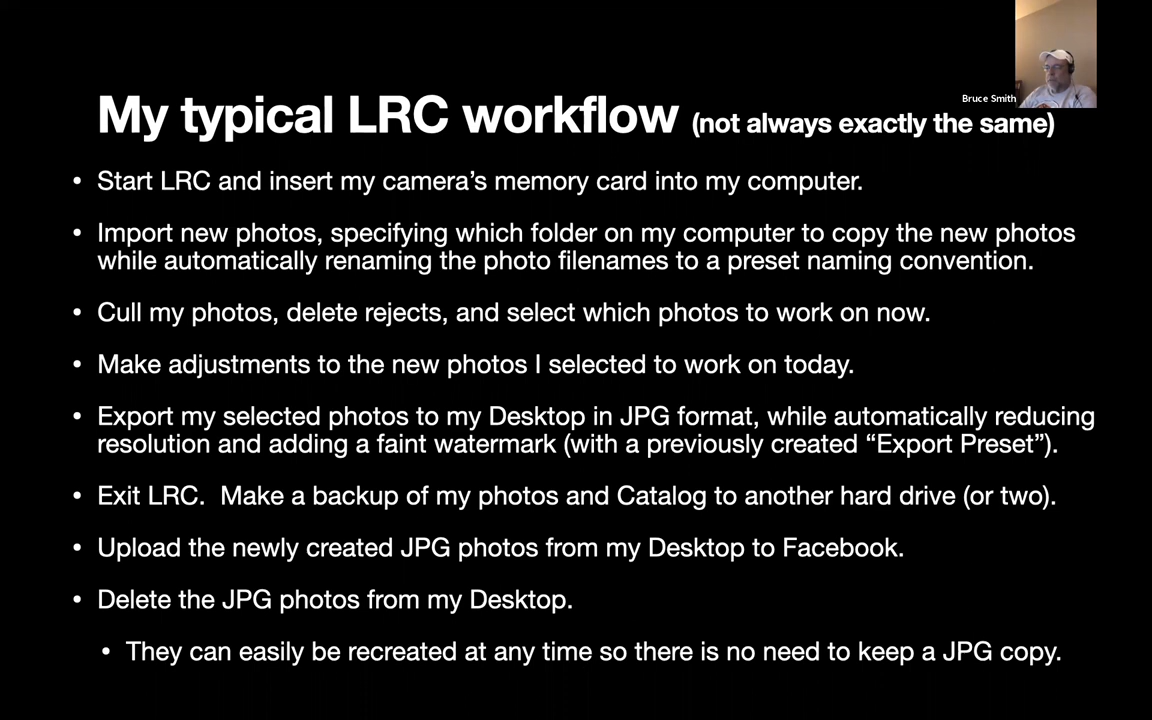 Bruce Smith
My typical LRC workflow (not always exactly the same)
• Start LRC and insert my camera’s memory card into my computer.
• Import new photos, specifying which folder on my computer to copy the new photos
while automatically renaming the photo filenames to a preset naming convention.
• Cull my photos, delete rejects, and select which photos to work on now.
• Make adjustments to the new photos I selected to work on today.
• Export my selected photos to my Desktop in JPG format, while automatically reducing
resolution and adding a faint watermark (with a previously created “Export Preset”).
• Exit LRC.  Make a backup of my photos and Catalog to another hard drive (or two).
• Upload the newly created JPG photos from my Desktop to Facebook.
• Delete the JPG photos from my Desktop.
• They can easily be recreated at any time so there is no need to keep a JPG copy.